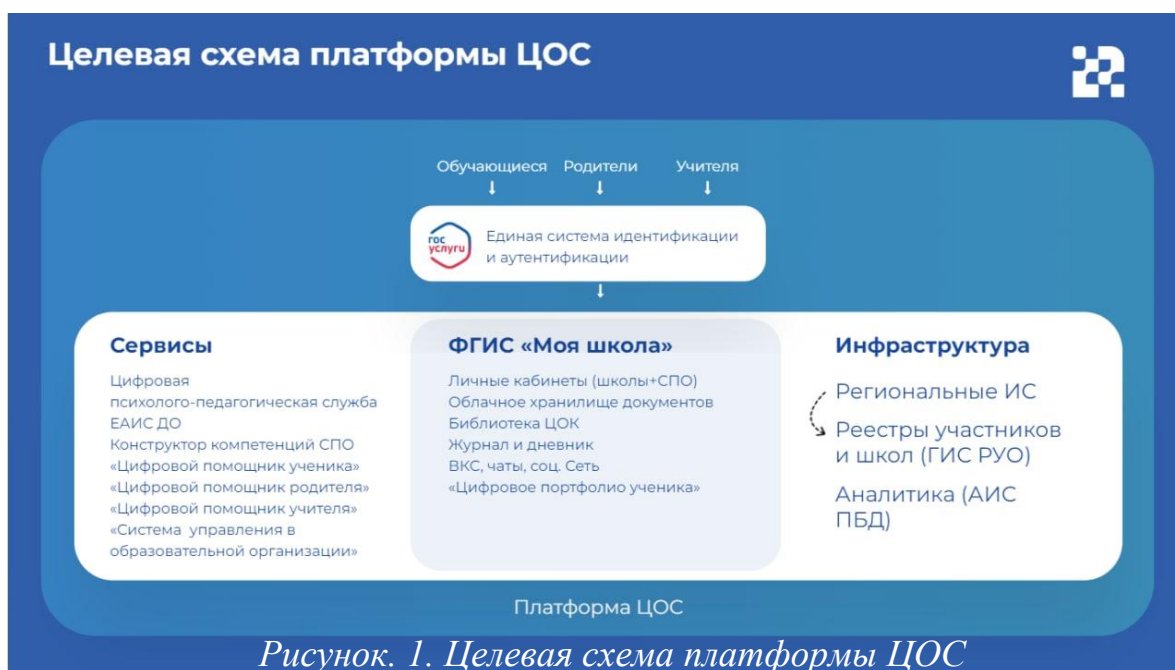 Целевая схема платформы ЦОС
Обучающиеся Родители Учителя
гос
услуги
Единая система идентификации
и аутентификации
Сервисы
Цифровая
психолого-педагогическая служба
ЕАИС ДО
Конструктор компетенций СПО
«Цифровой помощник ученика»
«Цифровой помощник родителя»
«Цифровой помощник учителя»
«Система управления в
образовательной организации»
ФГИС «Моя школа»
Личные кабинеты (школы+СПО)
Облачное хранилище документов
Библиотека ЦОК
Журнал и дневник
ВКС, чаты, соц. Сеть
«Цифровое портфолио ученика»
Инфраструктура
Региональные ИС
Реестры участников
и школ (ГИС РУО)
Аналитика (АИС
ПБД)
Платформа ЦОС
Рисунок. 1. Целевая схема платформы ЦОС